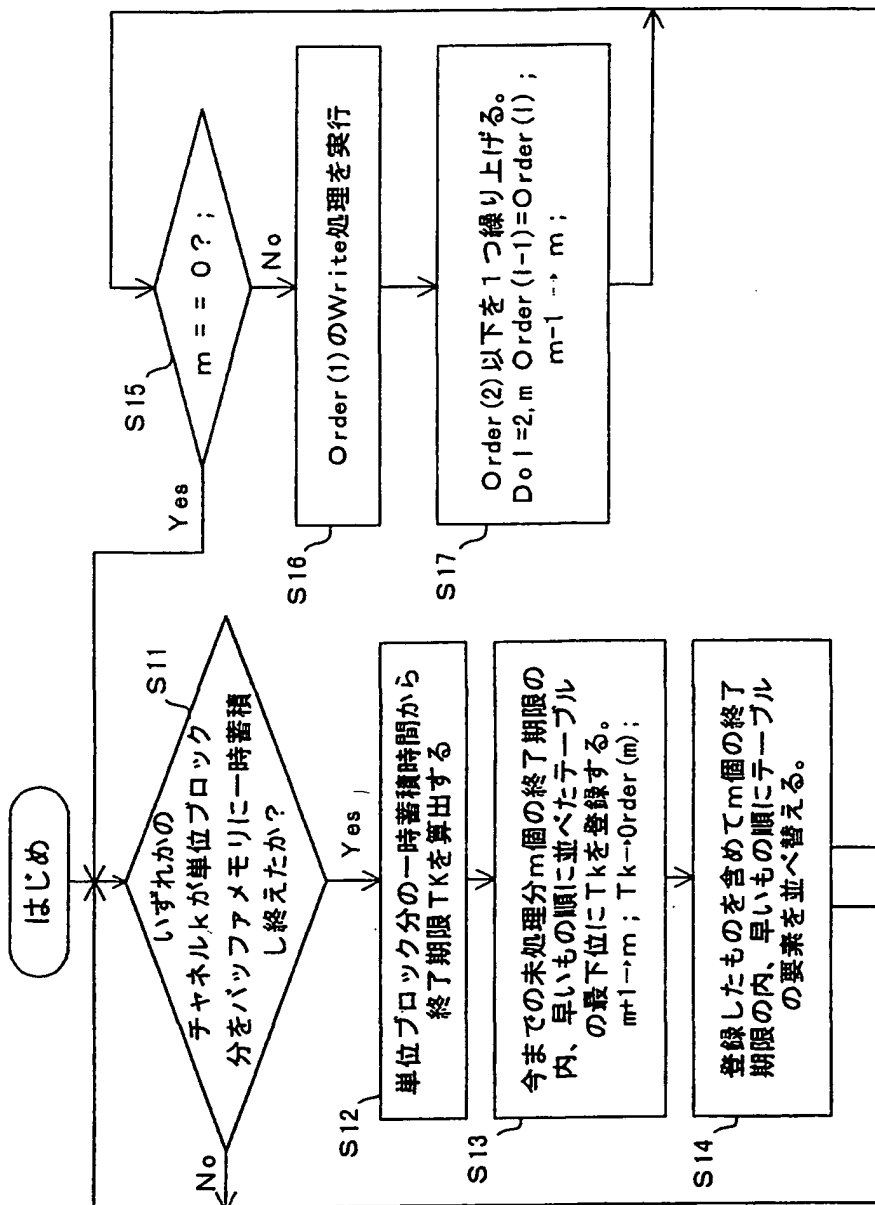 はじめ
S11
いずれかの
チャネルkが単位ブロック
分をバッファメモリに一時蓄積
し終えたか?
No
Yes
S12
単位ブロック分の一時蓄積時間から
終了期限TKを算出する
S13
今までの未処理分m個の終了期限の
内、早いもの順に並べたテーブル
の最下位にTkを登録する。
m+1→m;Tk→Order(m);
S14
登録したものを含めてm個の終了
期限の内、早いもの順にテーブル
の要素を並べ替える。
S15
m==0?;
Yes
No
S16
Order(1)のWrite処理を実行
S17
Order(2)以下を1つ繰り上げる。
Do l=2,m Order(l-1)=Order(l);
m-1→m;